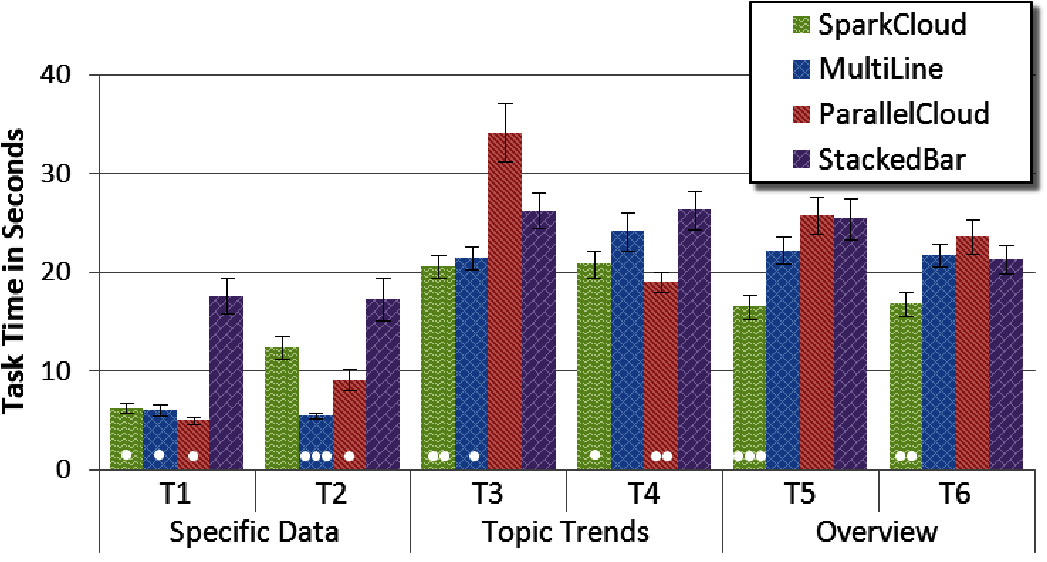 SparkCloud
MultiLine
ParallelCloud
StackedBar
Task Time in Seconds
40
30
20
10
0
T1 T2 T3 T4 T5 T6
Specific Data Topic Trends Overview